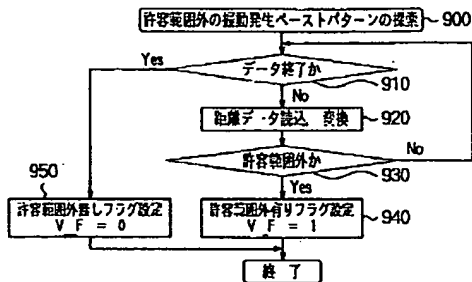 許容範囲外の振動発生ペーストパターンの探索
900
Yes
データ終了か
910
No
距離データ読込 変換
920
No
許容範囲外か
930
950
Yes
許容範囲外無しフラグ設定
V_F = 0
許容範囲外有りフラグ設定
V_F = 1
940
終了